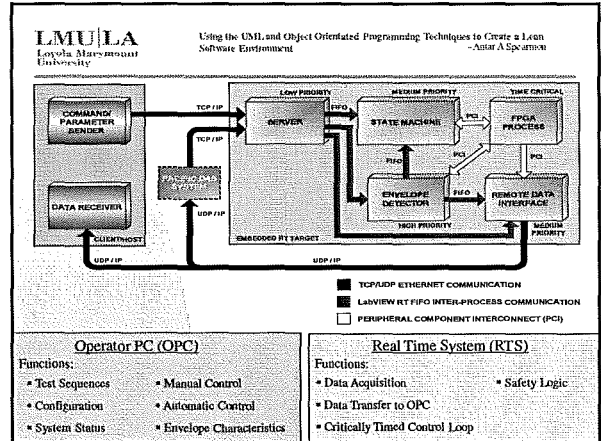 LMU|LA
Loyola Marymount
University
Using the UML and Object Orientated Programming Techniques to Create a Lean
Software Environment
-Antar A Spearmon
LOW PRIORITY
MEDIUM PRIORITY
TIME CRITICAL
COMMAND/
PARAMETER
SENDER
TCP / IP
TCP / IP
SERVER
FIFO
STATE MACHINE
PCI
FPGA
PROCESS
PACIFIC DAS
SYSTEM
FIFO
PCI
PCI
DATA RECEIVER
UDP / IP
ENVELOPE
DETECTOR
FIFO
REMOTE DATA
INTERFACE
CLIENT/HOST
EMBEDDED RT TARGET
HIGH PRIORITY
MEDIUM
PRIORITY
UDP / IP
UDP / IP
TCP/UDP ETHERNET COMMUNICATION
LabVIEW RT FIFO INTER-PROCESS COMMUNICATION
PERIPHERAL COMPONENT INTERCONNECT (PCI)
Operator PC (OPC)
Functions:
▪ Test Sequences
▪ Manual Control
▪ Configuration
▪ Automatic Control
▪ System Status
▪ Envelope Characteristics
Real Time System (RTS)
Functions:
▪ Data Acquisition
▪ Safety Logic
▪ Data Transfer to OPC
▪ Critically Timed Control Loop